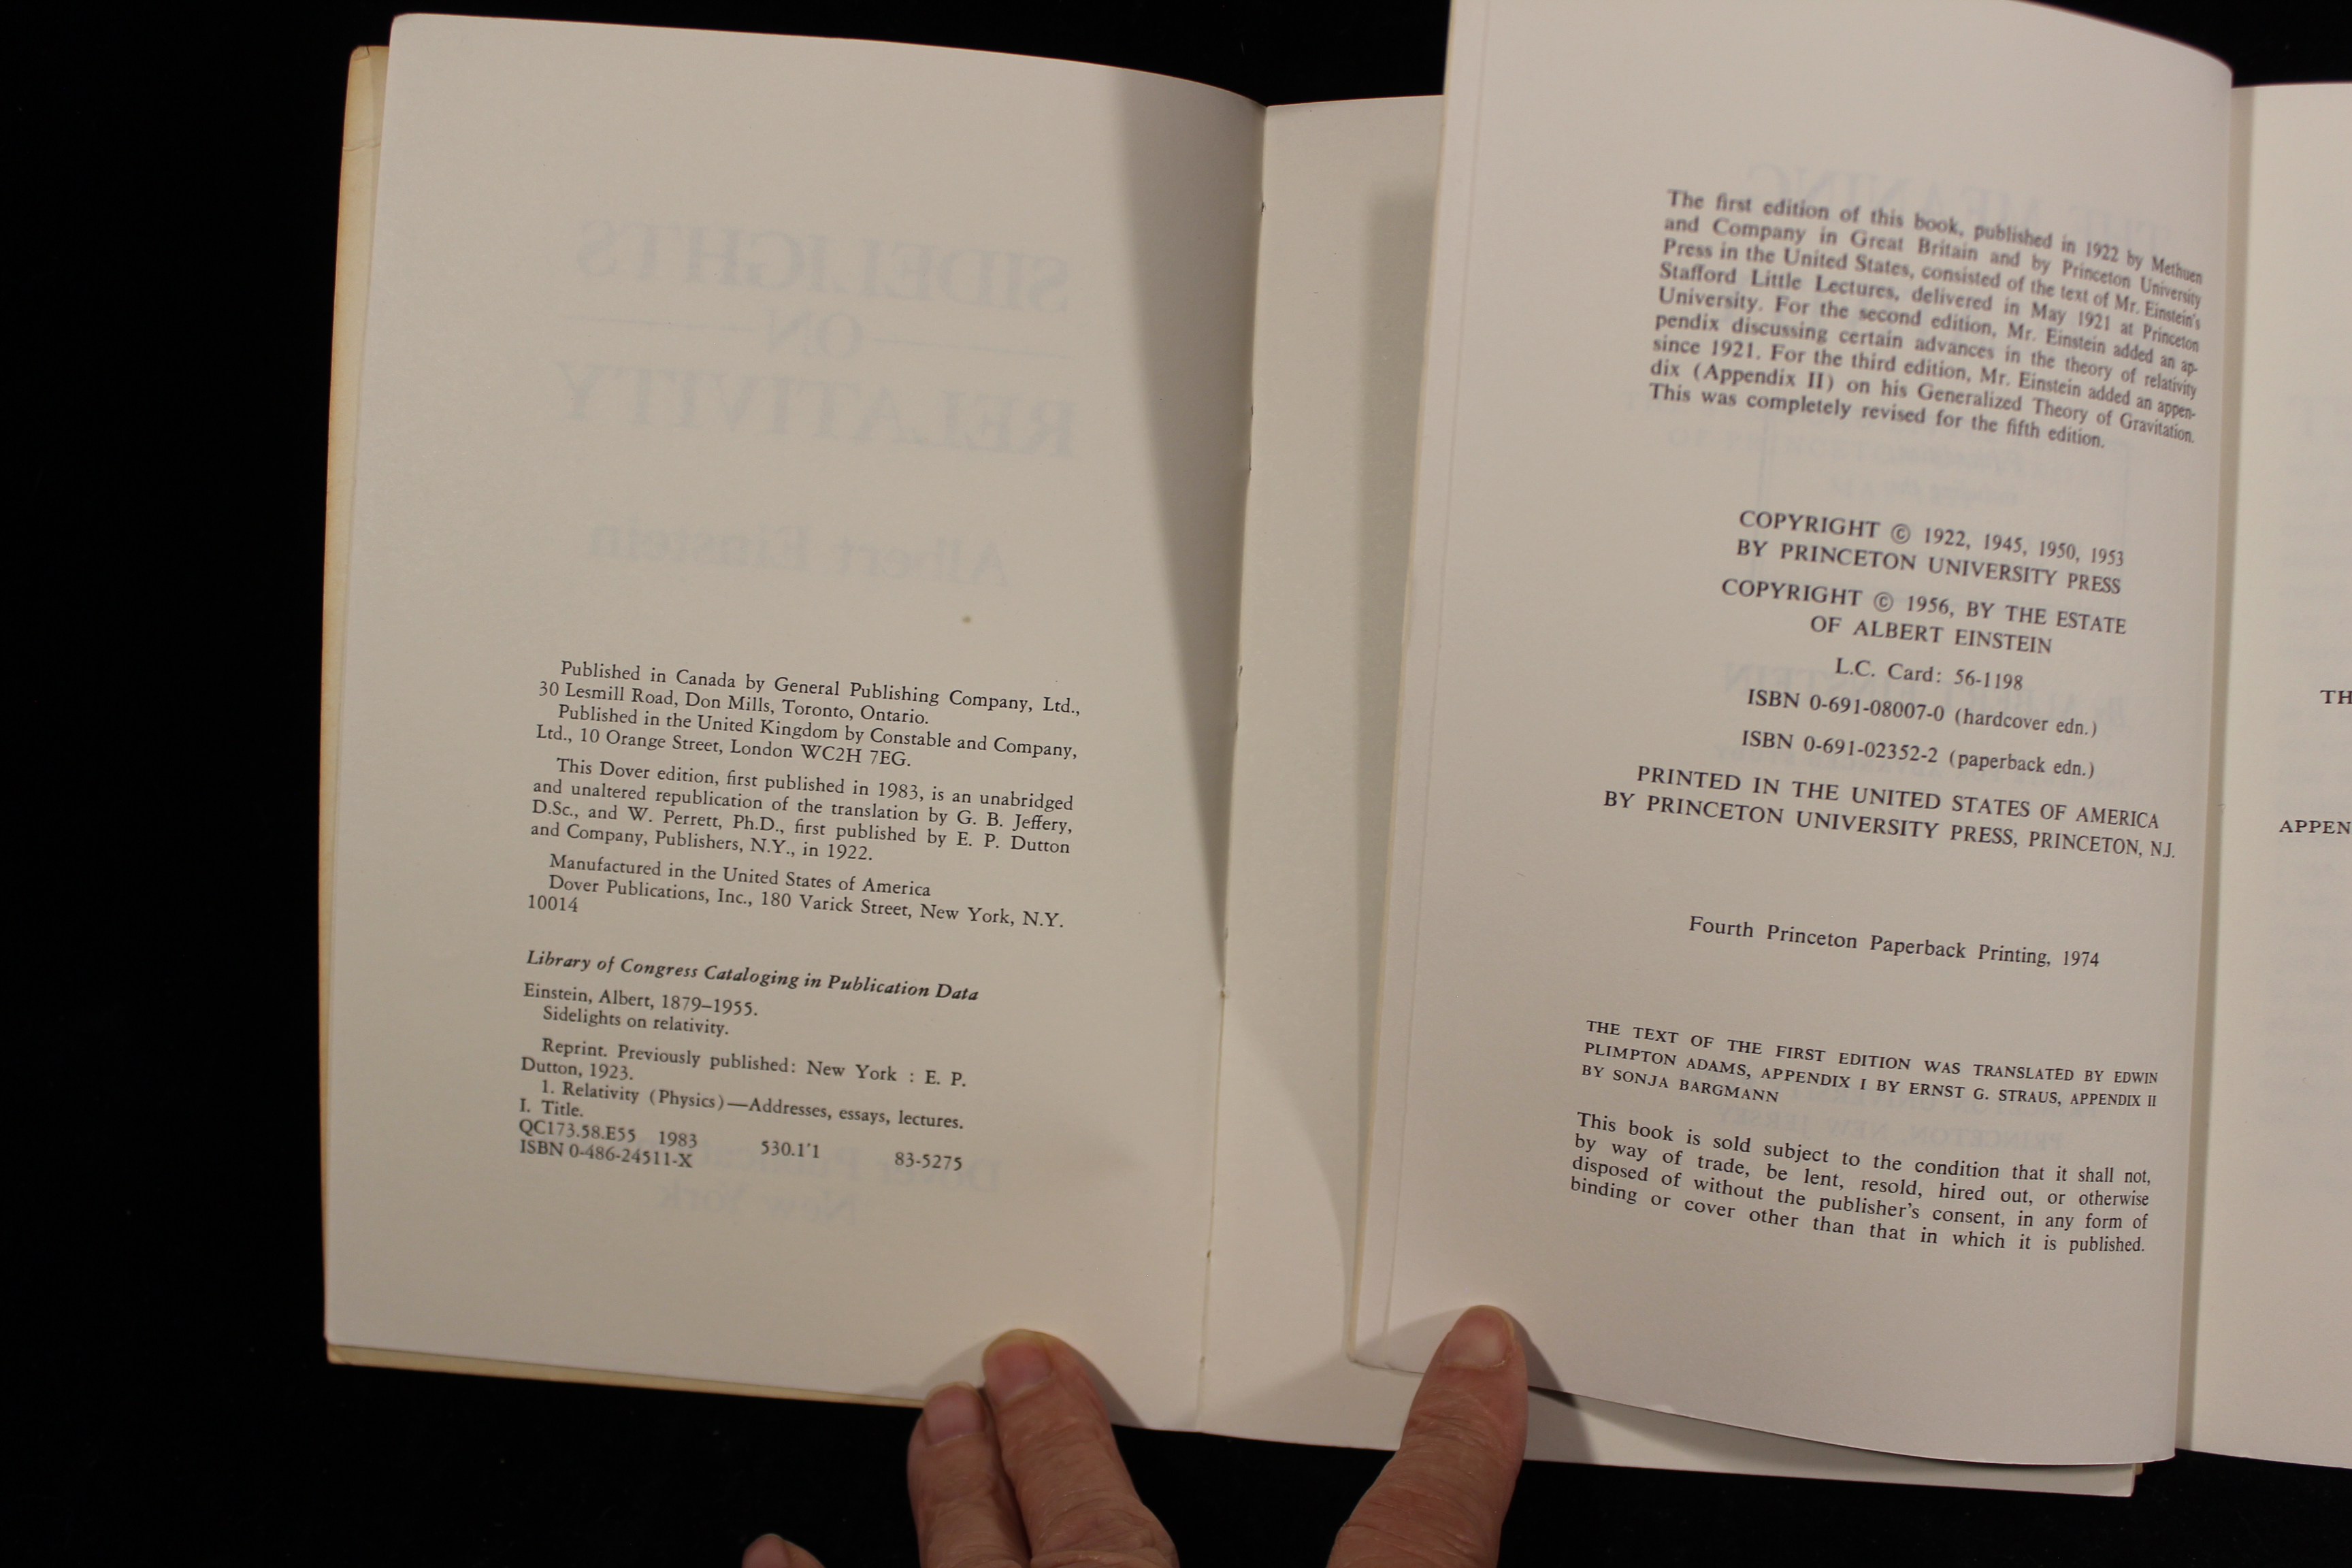 SIDELIGHTS
ON
RELATIVITY
Albert Einstein
Published in Canada by General Publishing Company, Ltd.,
30 Lesmill Road, Don Mills, Toronto, Ontario.
Published in the United Kingdom by Constable and Company,
Ltd., 10 Orange Street, London WC2H 7EG.
This Dover edition, first published in 1983, is an unabridged
and unaltered republication of the translation by G. B. Jeffery,
D.Sc., and W. Perrett, Ph.D., first published by E. P. Dutton
and Company, Publishers, N.Y., in 1922.
Manufactured in the United States of America
Dover Publications, Inc., 180 Varick Street, New York, N.Y.
10014
Library of Congress Cataloging in Publication Data
Einstein, Albert, 1879–1955.
Sidelights on relativity.
Reprint. Previously published: New York : E. P.
Dutton, 1923.
1. Relativity (Physics)—Addresses, essays, lectures.
I. Title.
QC173.58.E55 1983 530.1'1 83-5275
ISBN 0-486-24511-X
New York
The first edition of this book, published in 1922 by Methuen
and Company in Great Britain and by Princeton University
Press in the United States, consisted of the text of Mr. Einstein's
Stafford Little Lectures, delivered in May 1921 at Princeton
University. For the second edition, Mr. Einstein added an ap-
pendix discussing certain advances in the theory of relativity
since 1921. For the third edition, Mr. Einstein added an appen-
dix (Appendix II) on his Generalized Theory of Gravitation.
This was completely revised for the fifth edition.
COPYRIGHT © 1922, 1945, 1950, 1953
BY PRINCETON UNIVERSITY PRESS
COPYRIGHT © 1956, BY THE ESTATE
OF ALBERT EINSTEIN
L.C. Card: 56-1198
ISBN 0-691-08007-0 (hardcover edn.)
ISBN 0-691-02352-2 (paperback edn.)
PRINTED IN THE UNITED STATES OF AMERICA
BY PRINCETON UNIVERSITY PRESS, PRINCETON, N.J.
Fourth Princeton Paperback Printing, 1974
THE TEXT OF THE FIRST EDITION WAS TRANSLATED BY EDWIN
PLIMPTON ADAMS, APPENDIX I BY ERNST G. STRAUS, APPENDIX II
BY SONJA BARGMANN
This book is sold subject to the condition that it shall not,
by way of trade, be lent, resold, hired out, or otherwise
disposed of without the publisher's consent, in any form of
binding or cover other than that in which it is published.
TH
APPEN